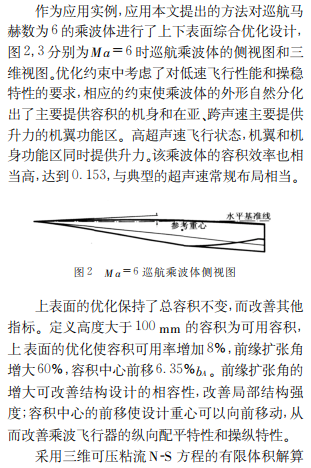 作为应用实例,应用本文提出的方法对巡航马
赫数为6的乘波体进行了上下表面综合优化设计,
图2,3分别为Ma=6时巡航乘波体的侧视图和三
维视图。优化约束中考虑了对低速飞行性能和操稳
特性的要求,相应的约束使乘波体的外形自然分化
出了主要提供容积的机身和在亚、跨声速主要提供
升力的机翼功能区。高超声速飞行状态,机翼和机
身功能区同时提供升力。该乘波体的容积效率也相
当高,达到0.153,与典型的超声速常规布局相当。
水平基准线
参考重心
图2 Ma=6巡航乘波体侧视图
上表面的优化保持了总容积不变,而改善其他
指标。定义高度大于100 mm的容积为可用容积,
上表面的优化使容积可用率增加8%,前缘扩张角
增大60%,容积中心前移6.35%bA。前缘扩张角的
增大可改善结构设计的相容性,改善局部结构强
度;容积中心的前移使设计重心可以向前移动,从
而改善乘波飞行器的纵向配平特性和操纵特性。
采用三维可压粘流N-S方程的有限体积解算